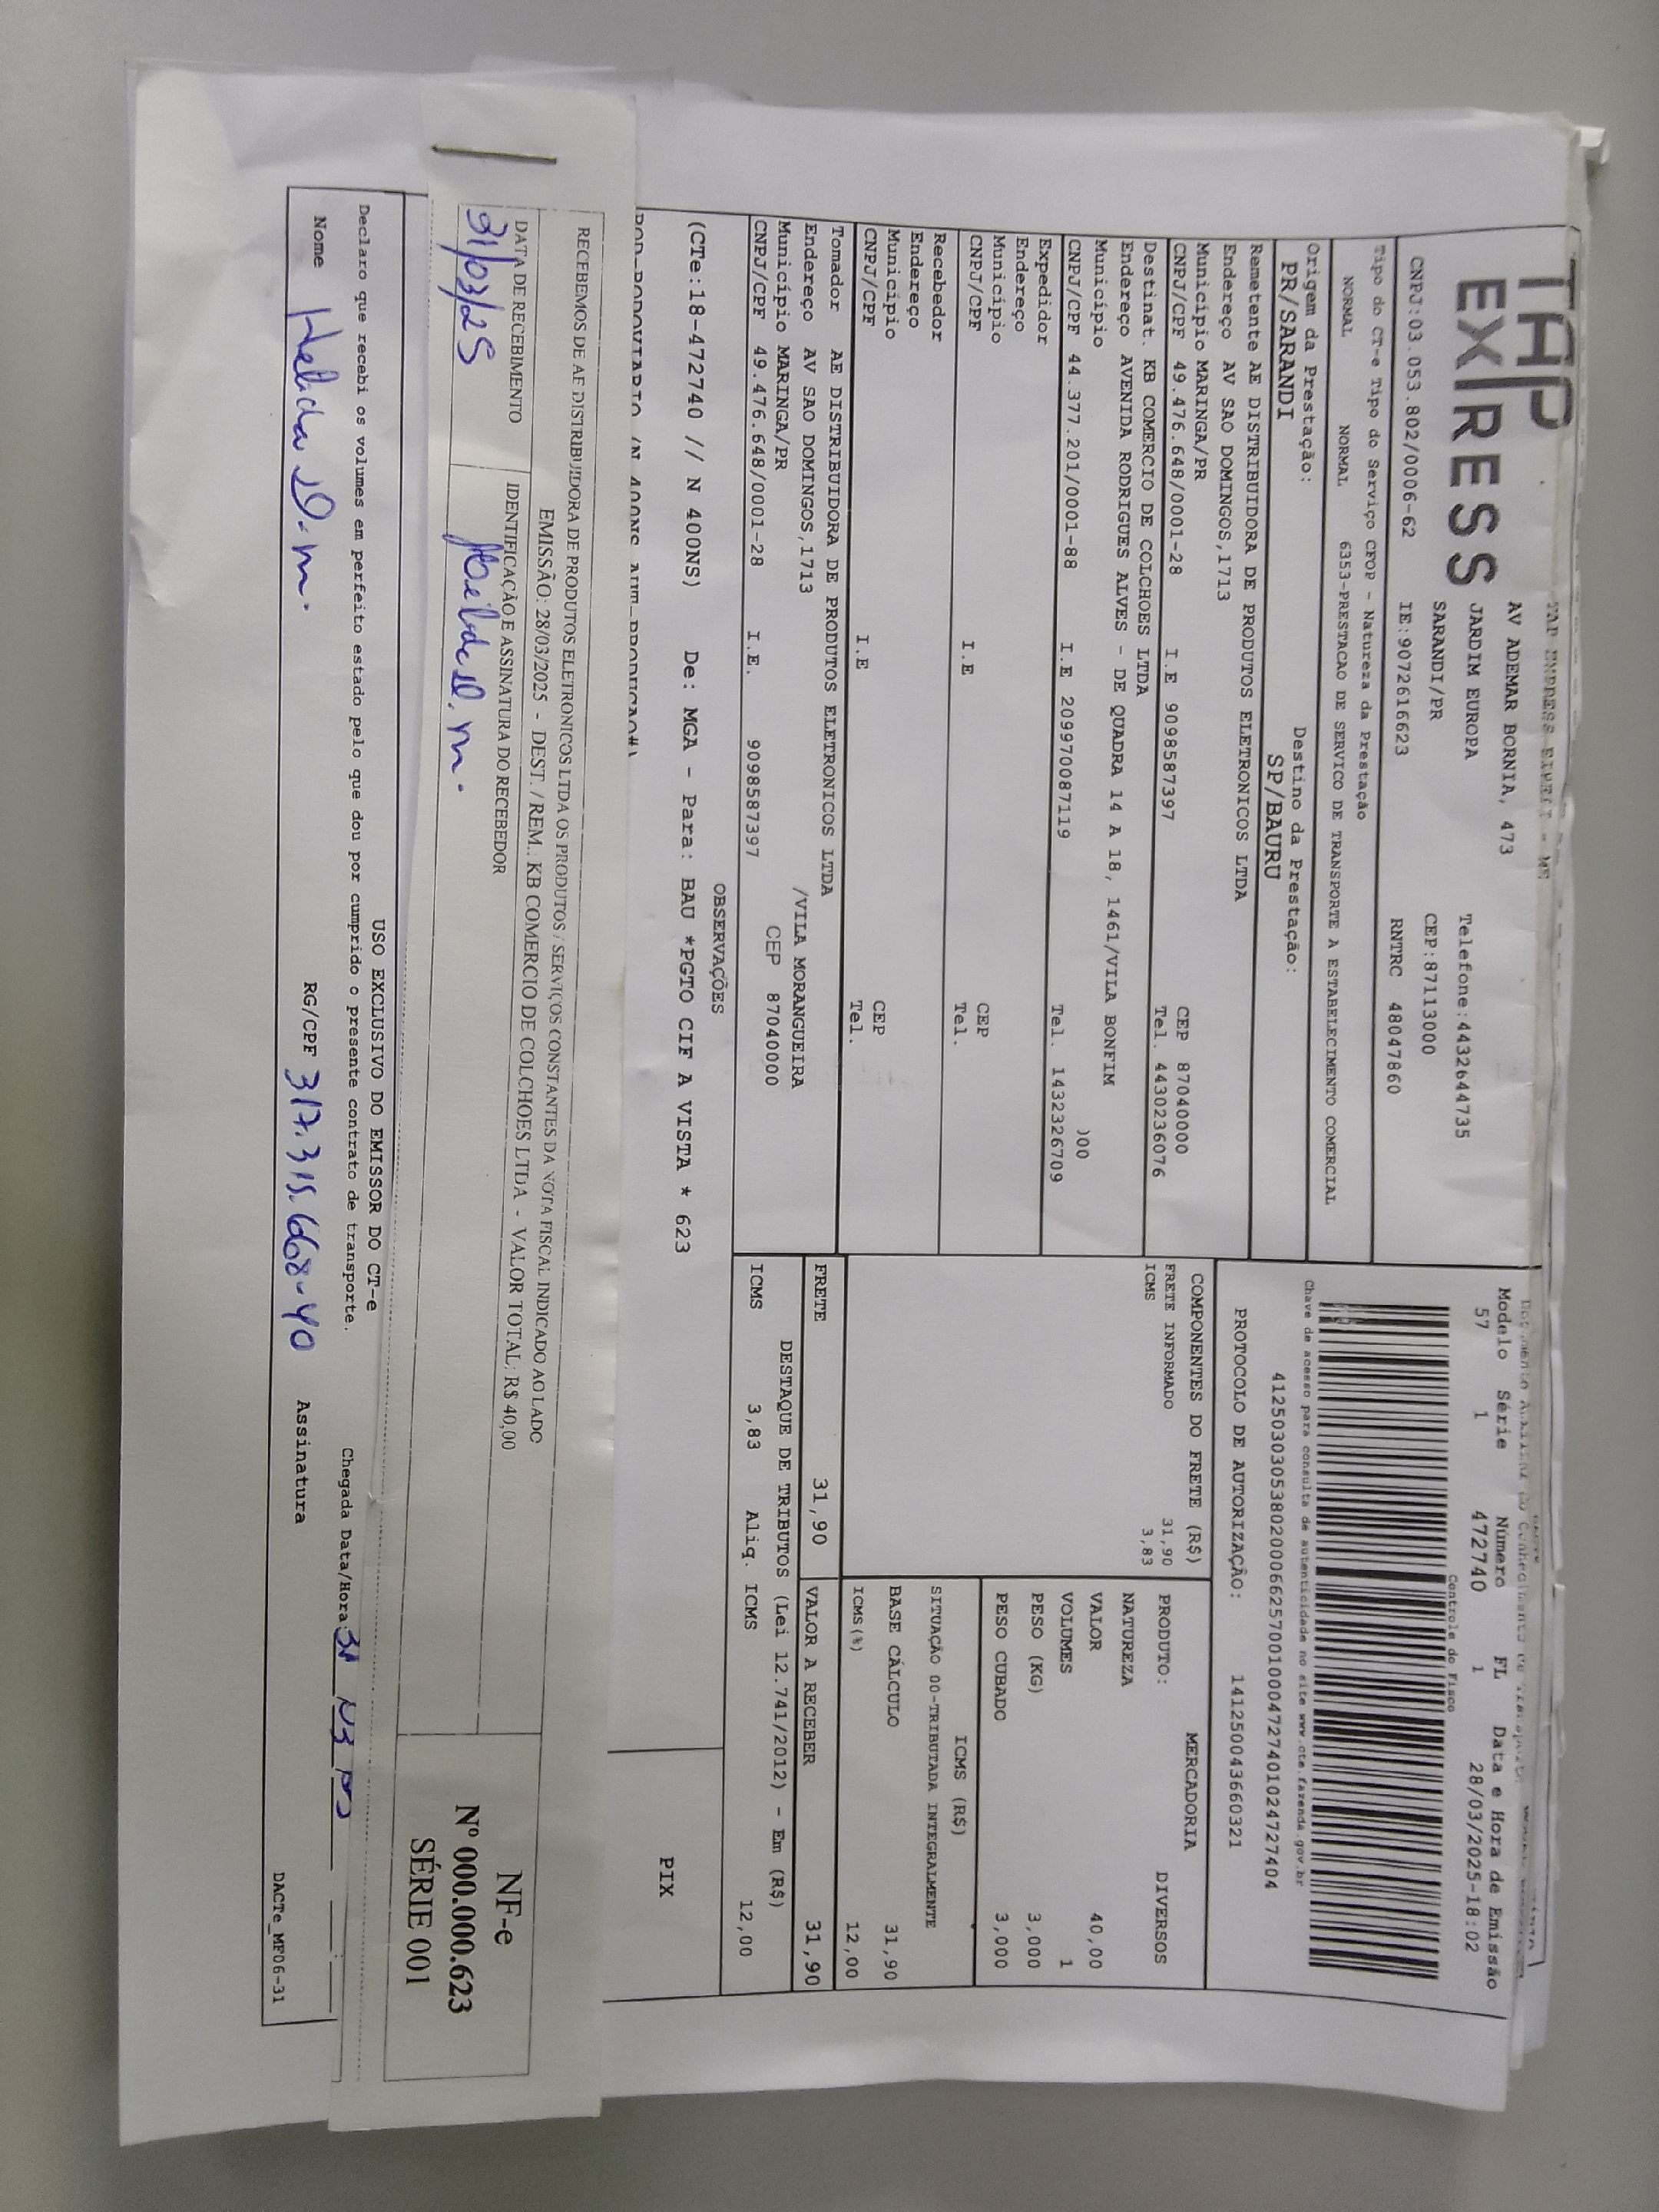 TAP
EXPRESS
TAP EXPRESS EIRELI - ME
AV ADEMAR BORNIA, 473
JARDIM EUROPA
Telefone:4432644735
SARANDI/PR
CEP:87113000
CNPJ:03.053.802/0006-62 IE:9072616623 RNTRC 48047860
Modelo Série Número FL Data e Hora de Emissão
57 1 472740 1 28/03/2025-18:02
Controle do Fisco
Chave de acesso para consulta de autenticidade no site www.cte.fazenda.gov.br
41250303053802000662570010004727401024727404
PROTOCOLO DE AUTORIZAÇÃO: 141250043660321
Tipo do CT-e Tipo do Serviço CFOP - Natureza da Prestação
NORMAL NORMAL 6353-PRESTACAO DE SERVICO DE TRANSPORTE A ESTABELECIMENTO COMERCIAL
Origem da Prestação: Destino da Prestação:
PR/SARANDI SP/BAURU
Remetente AE DISTRIBUIDORA DE PRODUTOS ELETRONICOS LTDA
Endereço AV SAO DOMINGOS,1713
Município MARINGA/PR CEP 87040000
CNPJ/CPF 49.476.648/0001-28 I.E 9098587397 Tel. 4430236076
Destinat. KB COMERCIO DE COLCHOES LTDA
Endereço AVENIDA RODRIGUES ALVES - DE QUADRA 14 A 18, 1461/VILA BONFIM
Município )00
CNPJ/CPF 44.377.201/0001-88 I.E 209970087119 Tel. 1432326709
Expedidor
Endereço
Município CEP
CNPJ/CPF I.E Tel.
Recebedor
Endereço
Município CEP
CNPJ/CPF I.E Tel.
Tomador AE DISTRIBUIDORA DE PRODUTOS ELETRONICOS LTDA
Endereço AV SAO DOMINGOS,1713 /VILA MORANGUEIRA
Município MARINGA/PR CEP 87040000
CNPJ/CPF 49.476.648/0001-28 I.E. 9098587397
COMPONENTES DO FRETE (R$)
FRETE INFORMADO 31,90
ICMS 3,83
MERCADORIA
PRODUTO: DIVERSOS
NATUREZA
VALOR 40,00
VOLUMES 1
PESO (KG) 3,000
PESO CUBADO 3,000
ICMS (R$)
SITUAÇÃO 00-TRIBUTADA INTEGRALMENTE
BASE CÁLCULO 31,90
ICMS(%) 12,00
FRETE 31,90 VALOR A RECEBER 31,90
DESTAQUE DE TRIBUTOS (Lei 12.741/2012) - Em (R$)
ICMS 3,83 Aliq. ICMS 12,00
OBSERVAÇÕES
(CTe:18-472740 // N 400NS) De: MGA - Para: BAU *PGTO CIF A VISTA * 623
PIX
RECEBEMOS DE AE DISTRIBUIDORA DE PRODUTOS ELETRONICOS LTDA OS PRODUTOS / SERVIÇOS CONSTANTES DA NOTA FISCAL INDICADO AO LADO
EMISSÃO: 28/03/2025 - DEST. / REM.: KB COMERCIO DE COLCHOES LTDA - VALOR TOTAL: R$ 40,00
DATA DE RECEBIMENTO IDENTIFICAÇÃO E ASSINATURA DO RECEBEDOR
31/03/25
NF-e
Nº 000.000.623
SÉRIE 001
USO EXCLUSIVO DO EMISSOR DO CT-e
Declaro que recebi os volumes em perfeito estado pelo que dou por cumprido o presente contrato de transporte. Chegada Data/Hora 31
Nome RG/CPF 317.315.668-40 Assinatura
DACTe_MF06-31